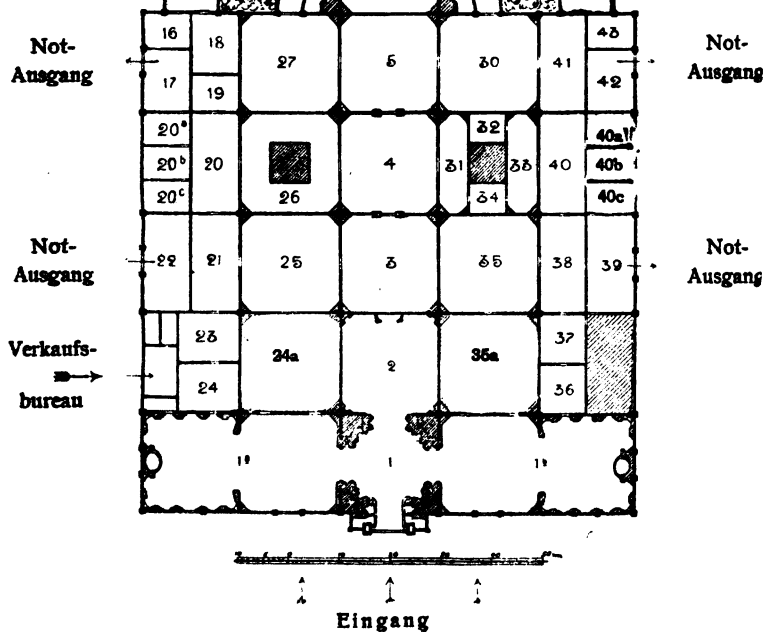 16
18
27
5
30
41
43
Not-
Ausgang
17
19
42
Not-
Ausgang
20ª
20ᵇ
20ᶜ
20
26
4
31
32
33
34
40
40a
40b
40c
Not-
Ausgang
22
21
25
3
35
38
39
Not-
Ausgang
Verkaufs-
bureau
23
24
24a
2
35a
37
36
1ª
1
1ᵇ
Eingang